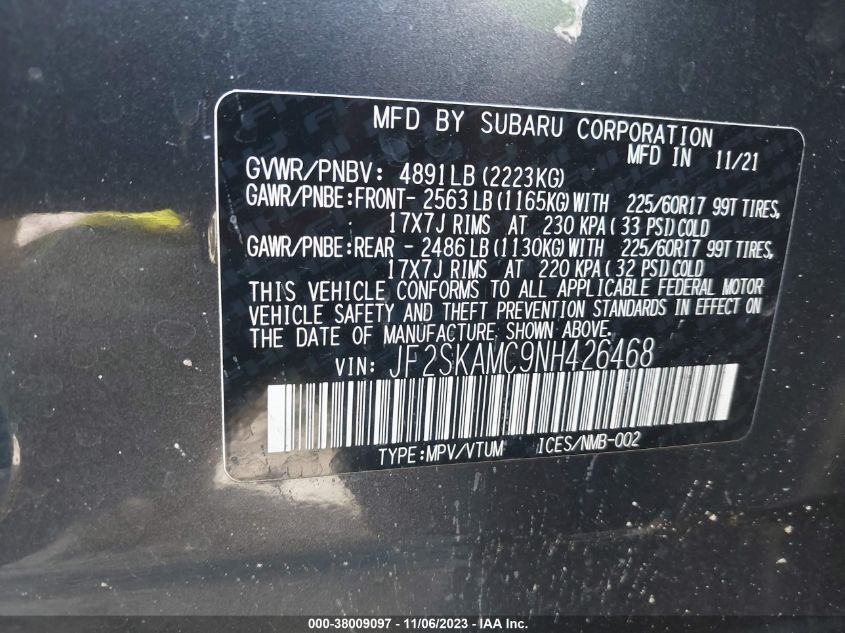 MFD BY SUBARU CORPORATION
MFD IN 11/21
GVWR/PNBV: 4891LB (2223KG)
GAWR/PNBE:FRONT- 2563 LB (1165KG) WITH 225/60R17 99T TIRES,
17X7J RIMS AT 230 KPA ( 33 PSI) COLD
GAWR/PNBE:REAR - 2486 LB (1130KG) WITH 225/60R17 99T TIRES,
17X7J RIMS AT 220 KPA ( 32 PSI) COLD
THIS VEHICLE CONFORMS TO ALL APPLICABLE FEDERAL MOTOR
VEHICLE SAFETY AND THEFT PREVENTION STANDARDS IN EFFECT ON
THE DATE OF MANUFACTURE SHOWN ABOVE.
VIN: JF2SKAMC9NH426468
TYPE:MPV/VTUM ICES/NMB-002
000-38009097 - 11/06/2023 - IAA Inc.